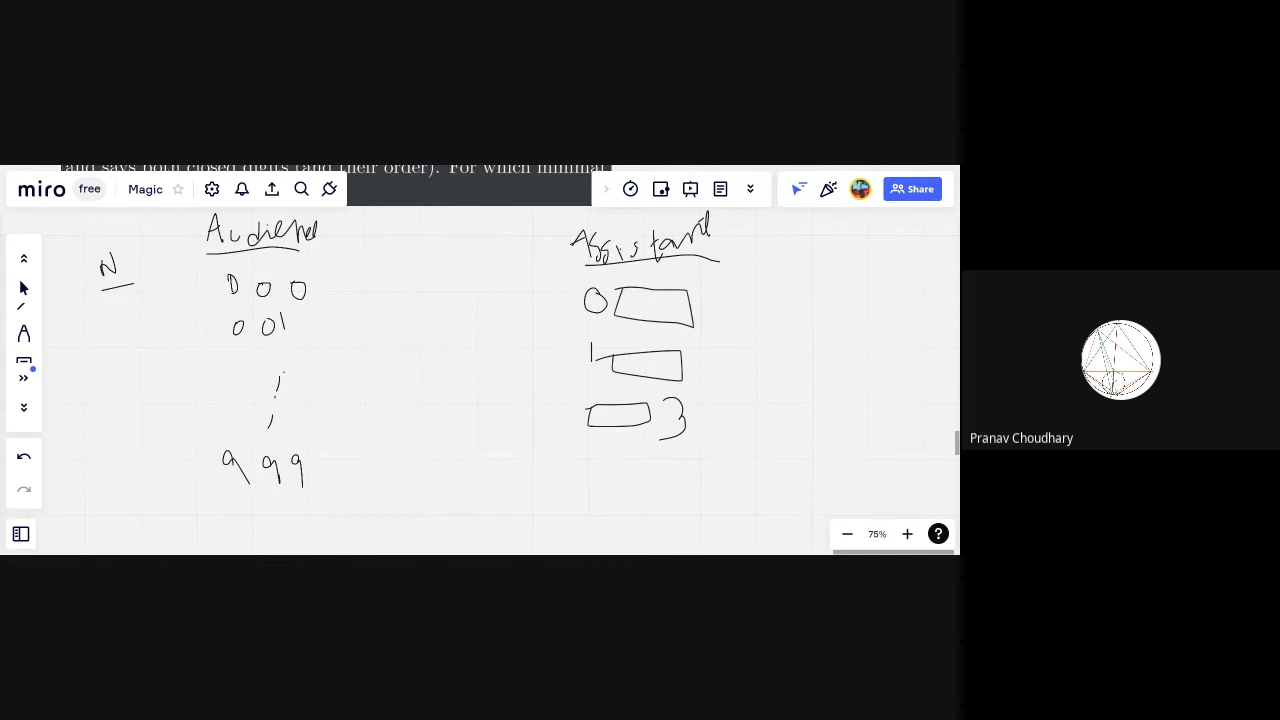 and says both closed digits (and their order). For which minimal
miro free Magic Share
Audience Assistant
N
0 0 0
0 0 1
9 9 9
0
1
3
75%
Pranav Choudhary